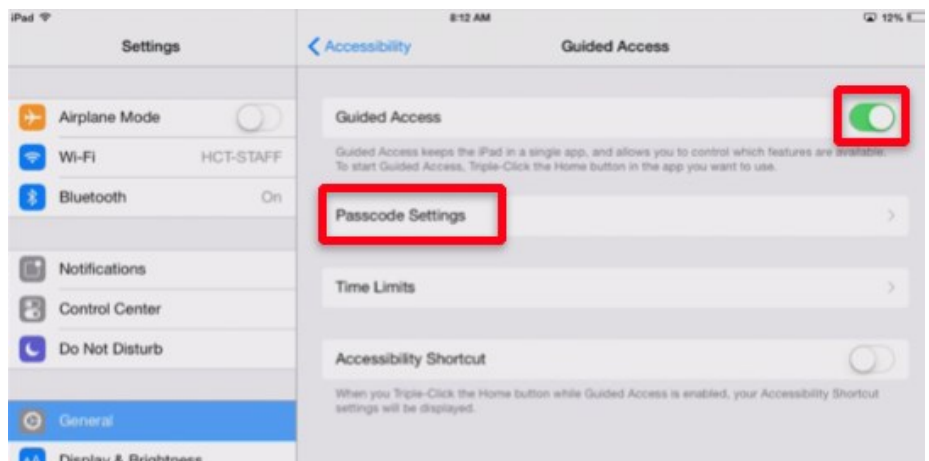 iPad
8:12 AM
12%
Settings
Accessibility
Guided Access
Airplane Mode
Wi-Fi
HCT-STAFF
Bluetooth
On
Notifications
Control Center
Do Not Disturb
General
Display & Brightness
Guided Access
Guided Access keeps the iPad in a single app, and allows you to control which features are available.
To start Guided Access, Triple-Click the Home button in the app you want to use.
Passcode Settings
Time Limits
Accessibility Shortcut
When you Triple-Click the Home button while Guided Access is enabled, your Accessibility Shortcut
settings will be displayed.